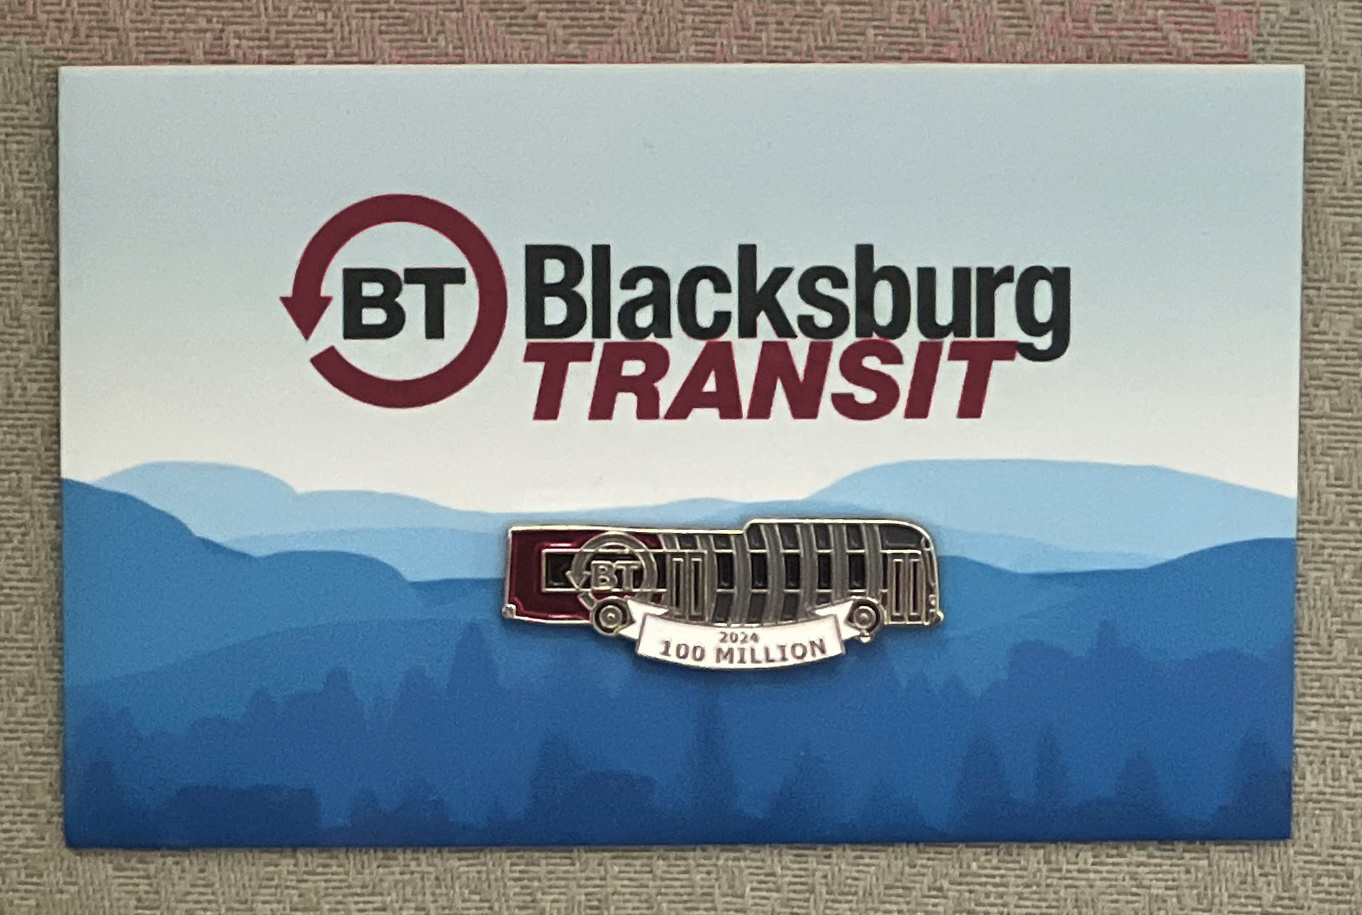 BT
Blacksburg
TRANSIT
BT
2024
100 MILLION